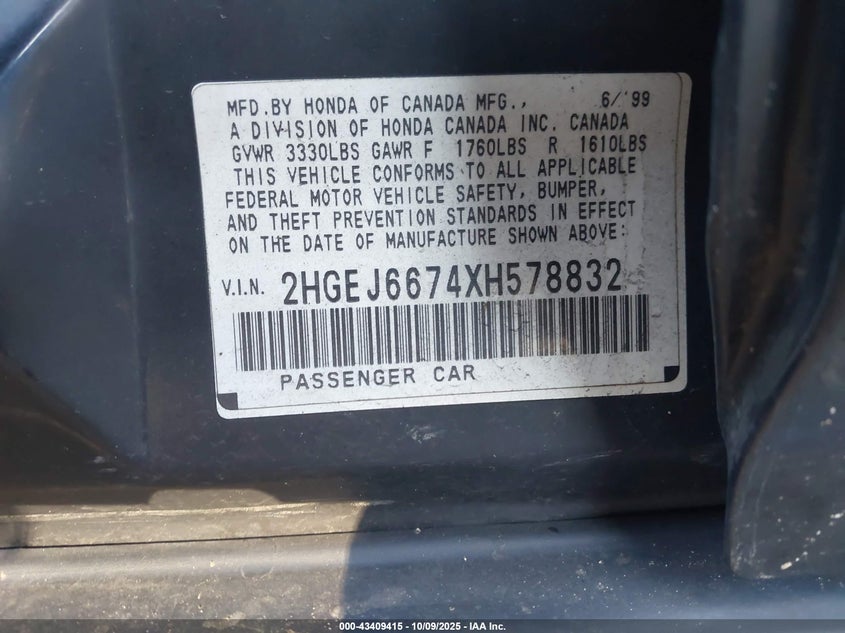 MFD.BY HONDA OF CANADA MFG., 6/'99
A DIVISION OF HONDA CANADA INC. CANADA
GVWR 3330LBS GAWR F 1760LBS R 1610LBS
THIS VEHICLE CONFORMS TO ALL APPLICABLE
FEDERAL MOTOR VEHICLE SAFETY, BUMPER,
AND THEFT PREVENTION STANDARDS IN EFFECT
ON THE DATE OF MANUFACTURE SHOWN ABOVE:
V.I.N. 2HGEJ6674XH578832
PASSENGER CAR
000-43409415 - 10/09/2025 - IAA Inc.